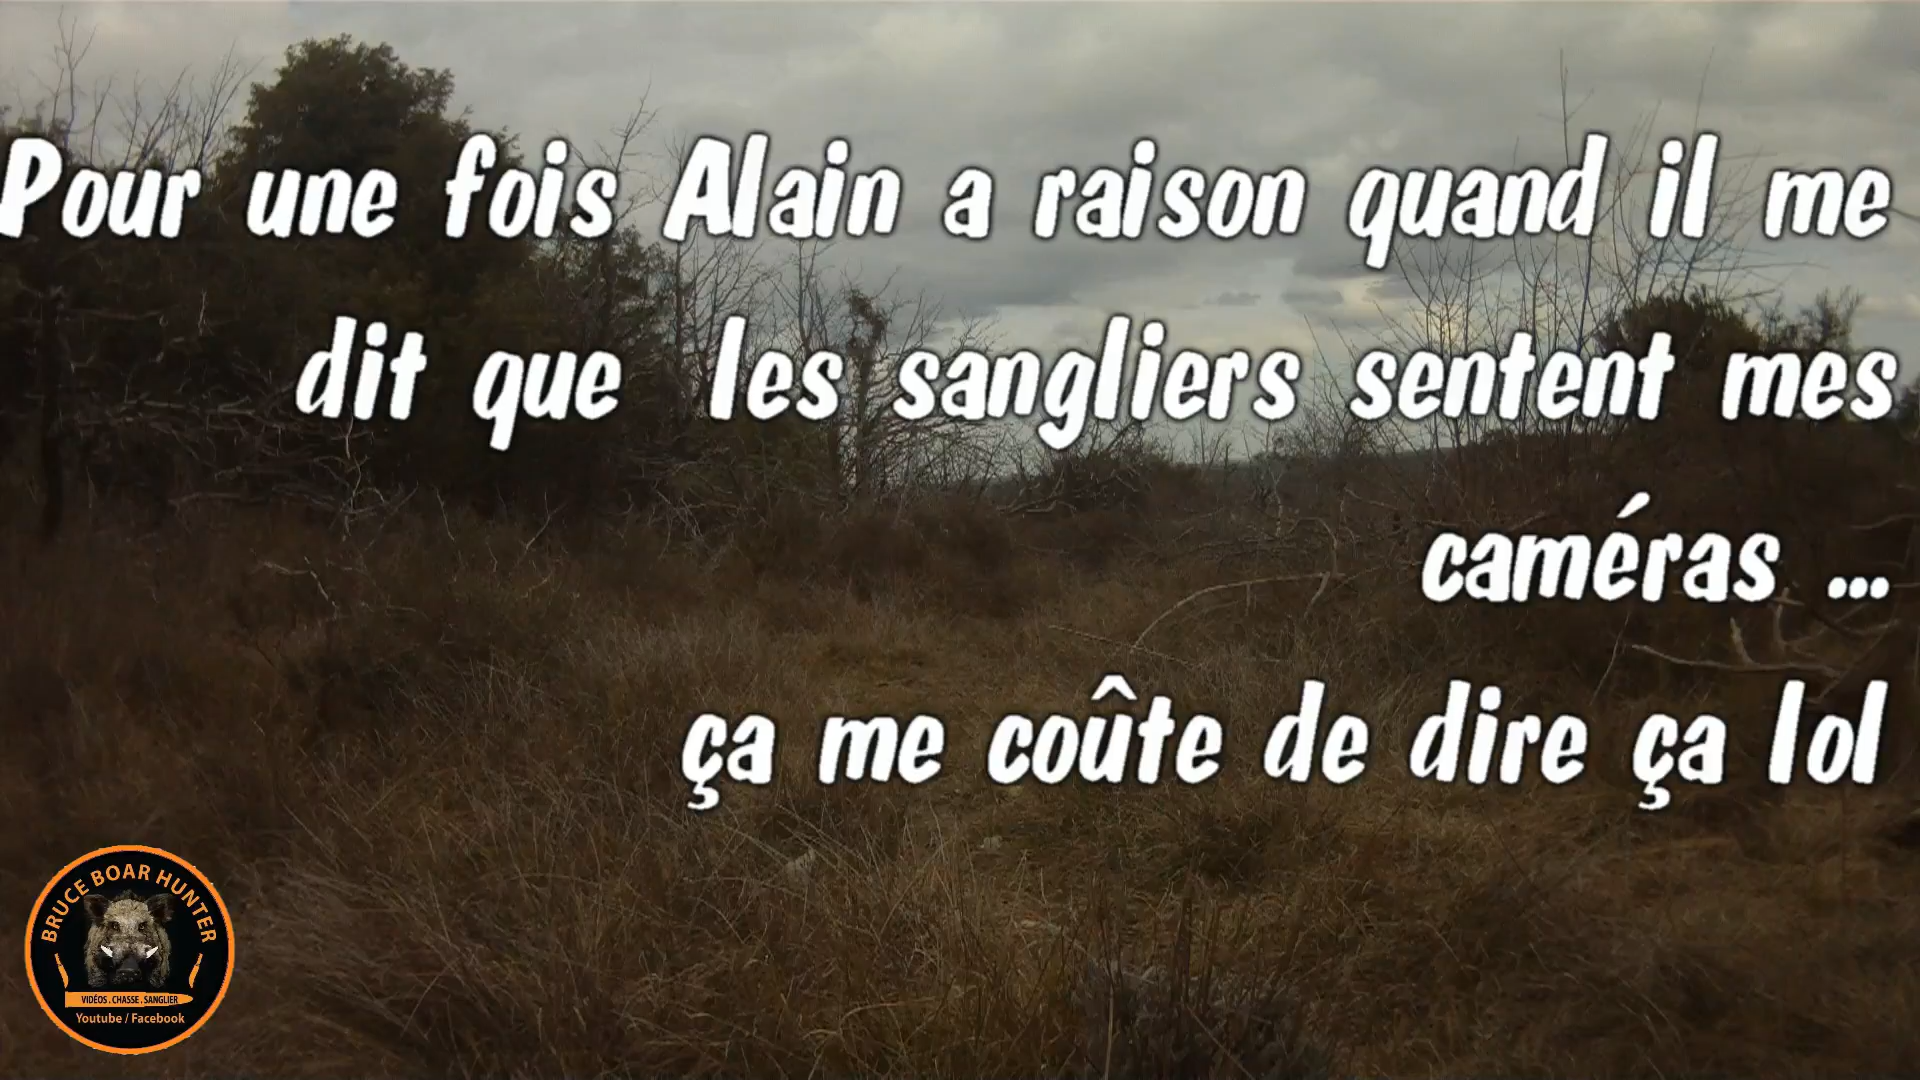 Pour une fois Alain a raison quand il me
dit que les sangliers sentent mes
caméras ...
ça me coûte de dire ça lol
BRUCE BOAR HUNTER
VIDÉOS . CHASSE . SANGLIER
Youtube / Facebook